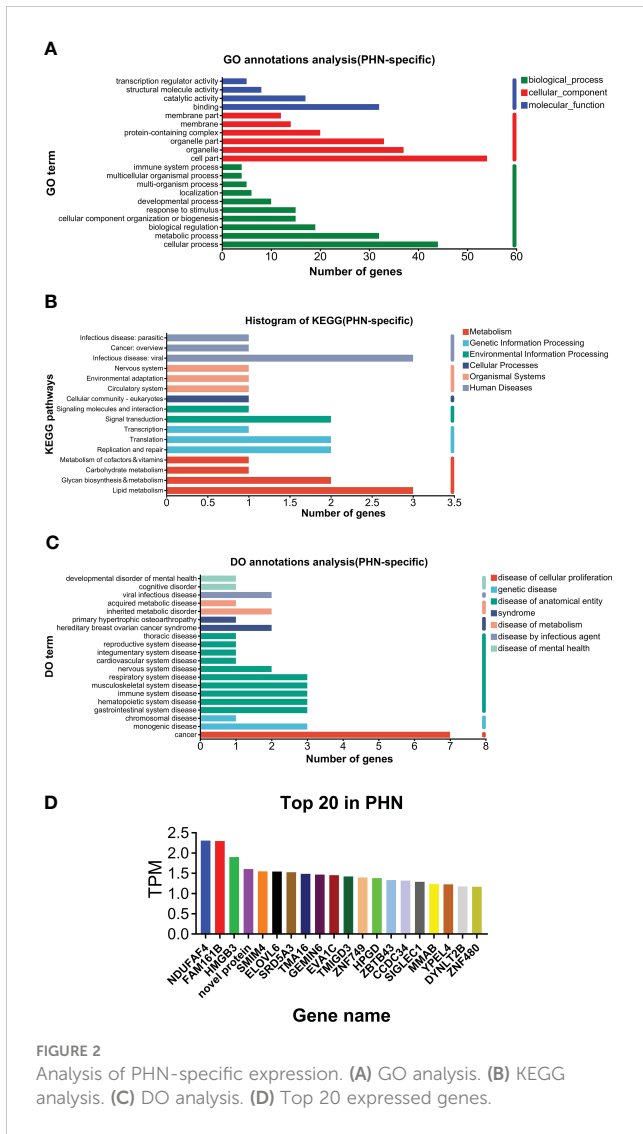 A
GO annotations analysis(PHN-specific)
transcription regulator activity
structural molecule activity
catalytic activity
binding
membrane part
membrane
protein-containing complex
organelle part
organelle
cell part
immune system process
multicellular organismal process
multi-organism process
localization
developmental process
response to stimulus
cellular component organization or biogenesis
biological regulation
metabolic process
cellular process
GO term
0 10 20 30 40 50 60
Number of genes
biological_process
cellular_component
molecular_function
B
Histogram of KEGG(PHN-specific)
Infectious disease: parasitic
Cancer: overview
Infectious disease: viral
Nervous system
Environmental adaptation
Circulatory system
Cellular community - eukaryotes
Signaling molecules and interaction
Signal transduction
Transcription
Translation
Replication and repair
Metabolism of cofactors&vitamins
Carbohydrate metabolism
Glycan biosynthesis&metabolism
Lipid metabolism
KEGG pathways
0 0.5 1 1.5 2 2.5 3 3.5
Number of genes
Metabolism
Genetic Information Processing
Environmental Information Processing
Cellular Processes
Organismal Systems
Human Diseases
C
DO annotations analysis(PHN-specific)
developmental disorder of mental health
cognitive disorder
viral infectious disease
acquired metabolic disease
inherited metabolic disorder
primary hypertrophic osteoarthropathy
hereditary breast ovarian cancer syndrome
thoracic disease
reproductive system disease
integumentary system disease
cardiovascular system disease
nervous system disease
respiratory system disease
musculoskeletal system disease
immune system disease
hematopoietic system disease
gastrointestinal system disease
chromosomal disease
monogenic disease
cancer
DO term
0 1 2 3 4 5 6 7 8
Number of genes
disease of cellular proliferation
genetic disease
disease of anatomical entity
syndrome
disease of metabolism
disease by infectious agent
disease of mental health
D
Top 20 in PHN
TPM
2.5
2.0
1.5
1.0
0.5
0.0
NDUFAF4
FAM161B
HMGB3
novel protein
SMIM4
ELOVL6
SRD5A3
TMA16
GEMIN6
EVA1C
TMIGD3
ZNF749
HPGD
ZBTB43
CCDC34
SIGLEC1
MMAB
YPEL4
DYNLT2B
ZNF480
Gene name
FIGURE 2
Analysis of PHN-specific expression. (A) GO analysis. (B) KEGG
analysis. (C) DO analysis. (D) Top 20 expressed genes.